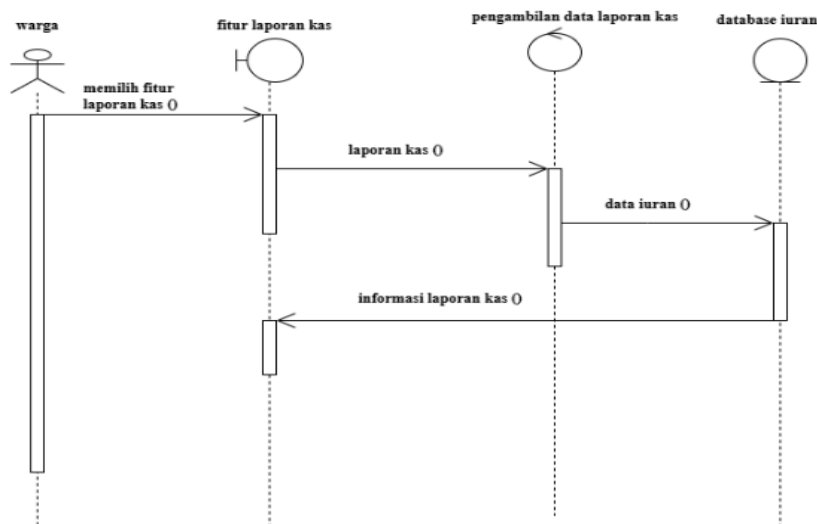 warga
fitur laporan kas
pengambilan data laporan kas
database iuran
memilih fitur
laporan kas ()
laporan kas ()
data iuran ()
informasi laporan kas ()